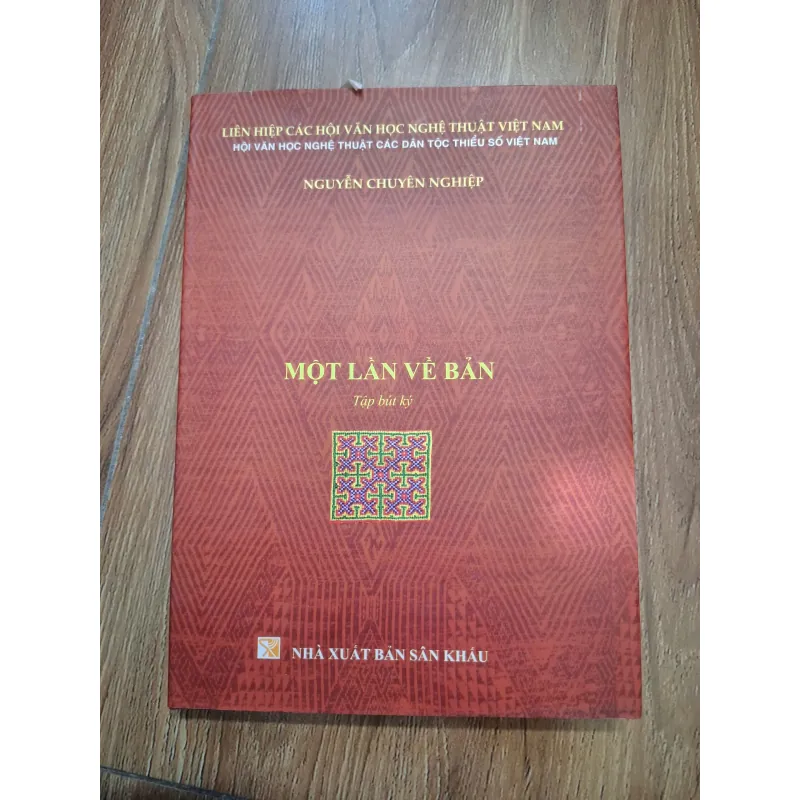 LIÊN HIỆP CÁC HỘI VĂN HỌC NGHỆ THUẬT VIỆT NAM
HỘI VĂN HỌC NGHỆ THUẬT CÁC DÂN TỘC THIỂU SỐ VIỆT NAM
NGUYỄN CHUYÊN NGHIỆP
MỘT LẦN VỀ BẢN
Tập bút ký
NHÀ XUẤT BẢN SÂN KHẤU